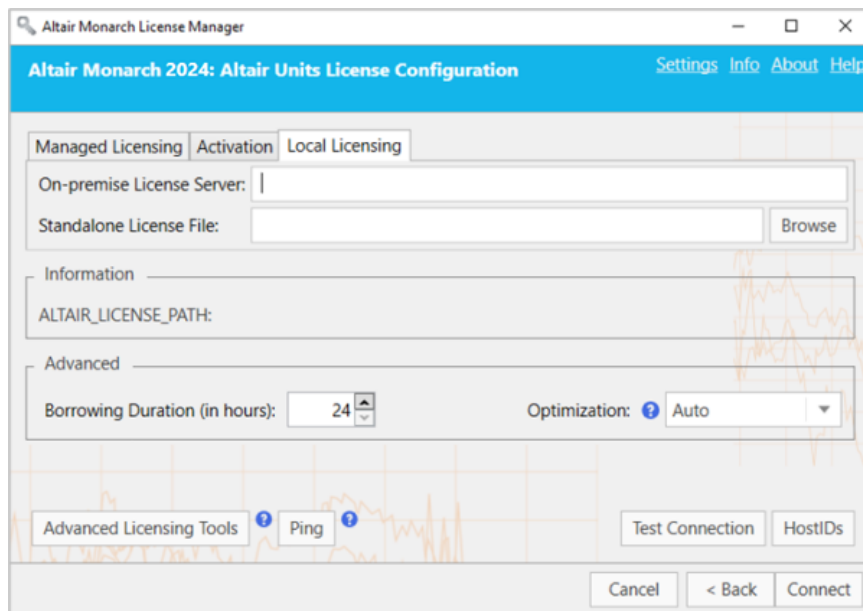 Altair Monarch License Manager
Altair Monarch 2024: Altair Units License Configuration
Settings Info About Help
Managed Licensing Activation Local Licensing
On-premise License Server:
Standalone License File: Browse
Information
ALTAIR_LICENSE_PATH:
Advanced
Borrowing Duration (in hours): 24 Optimization: ? Auto
Advanced Licensing Tools ? Ping ? Test Connection HostIDs
Cancel < Back Connect